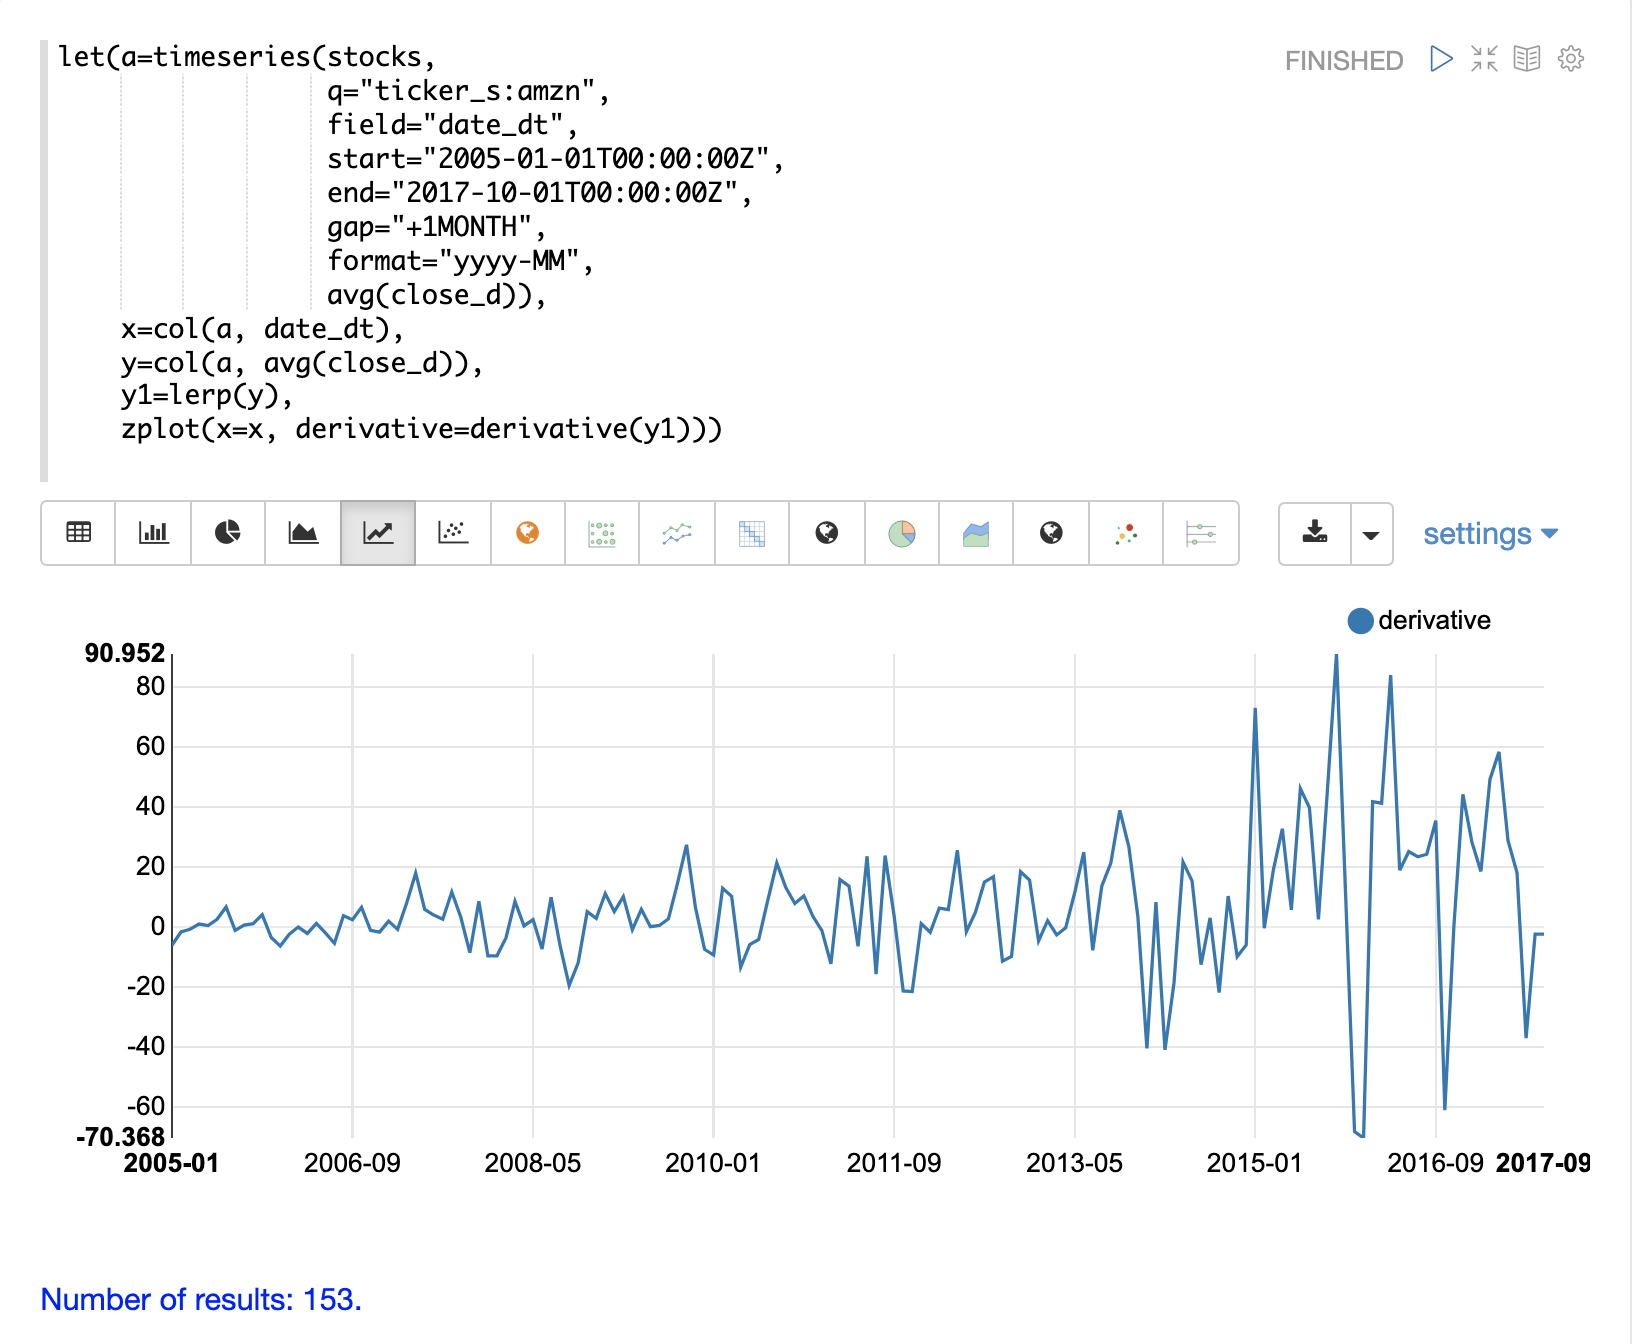 let(a=timeseries(stocks,
q="ticker_s:amzn",
field="date_dt",
start="2005-01-01T00:00:00Z",
end="2017-10-01T00:00:00Z",
gap="+1MONTH",
format="yyyy-MM",
avg(close_d)),
x=col(a, date_dt),
y=col(a, avg(close_d)),
y1=lerp(y),
zplot(x=x, derivative=derivative(y1)))
FINISHED
settings
derivative
90.952
80
60
40
20
0
-20
-40
-60
-70.368
2005-01 2006-09 2008-05 2010-01 2011-09 2013-05 2015-01 2016-09 2017-09
Number of results: 153.